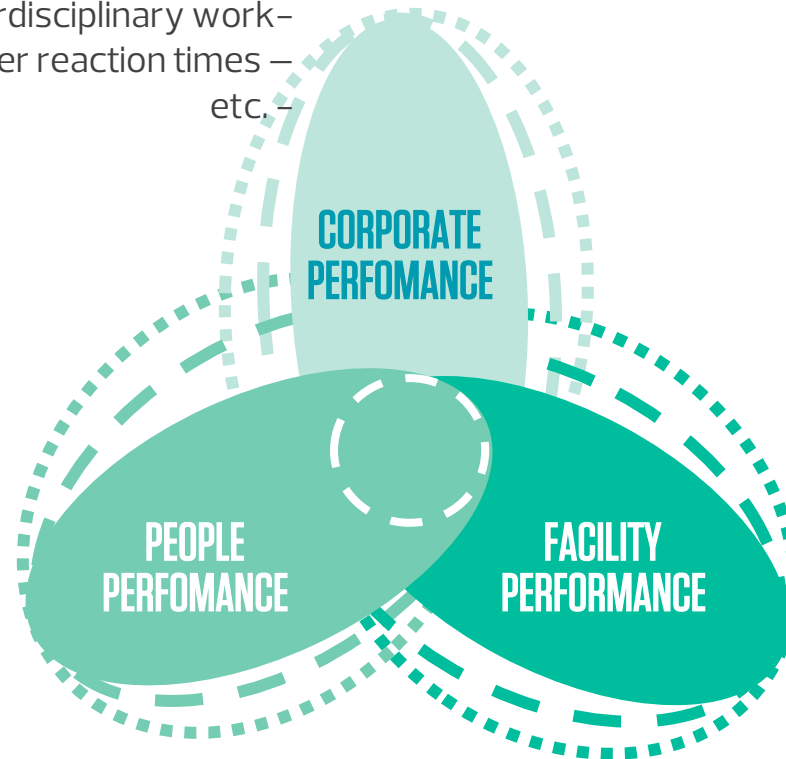 rdisciplinary work-
er reaction times –
etc. -
CORPORATE
PERFOMANCE
PEOPLE
PERFOMANCE
FACILITY
PERFORMANCE